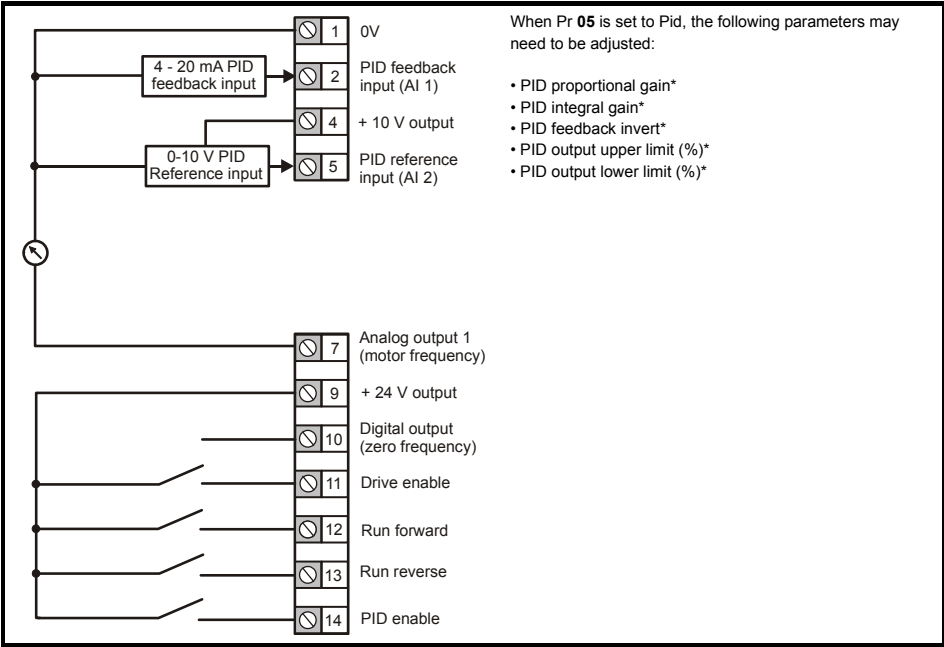 1 0V
4 - 20 mA PID
feedback input
2 PID feedback
input (AI 1)
4 + 10 V output
0-10 V PID
Reference input
5 PID reference
input (AI 2)
7 Analog output 1
(motor frequency)
9 + 24 V output
10 Digital output
(zero frequency)
11 Drive enable
12 Run forward
13 Run reverse
14 PID enable
When Pr 05 is set to Pid, the following parameters may
need to be adjusted:
• PID proportional gain*
• PID integral gain*
• PID feedback invert*
• PID output upper limit (%)*
• PID output lower limit (%)*